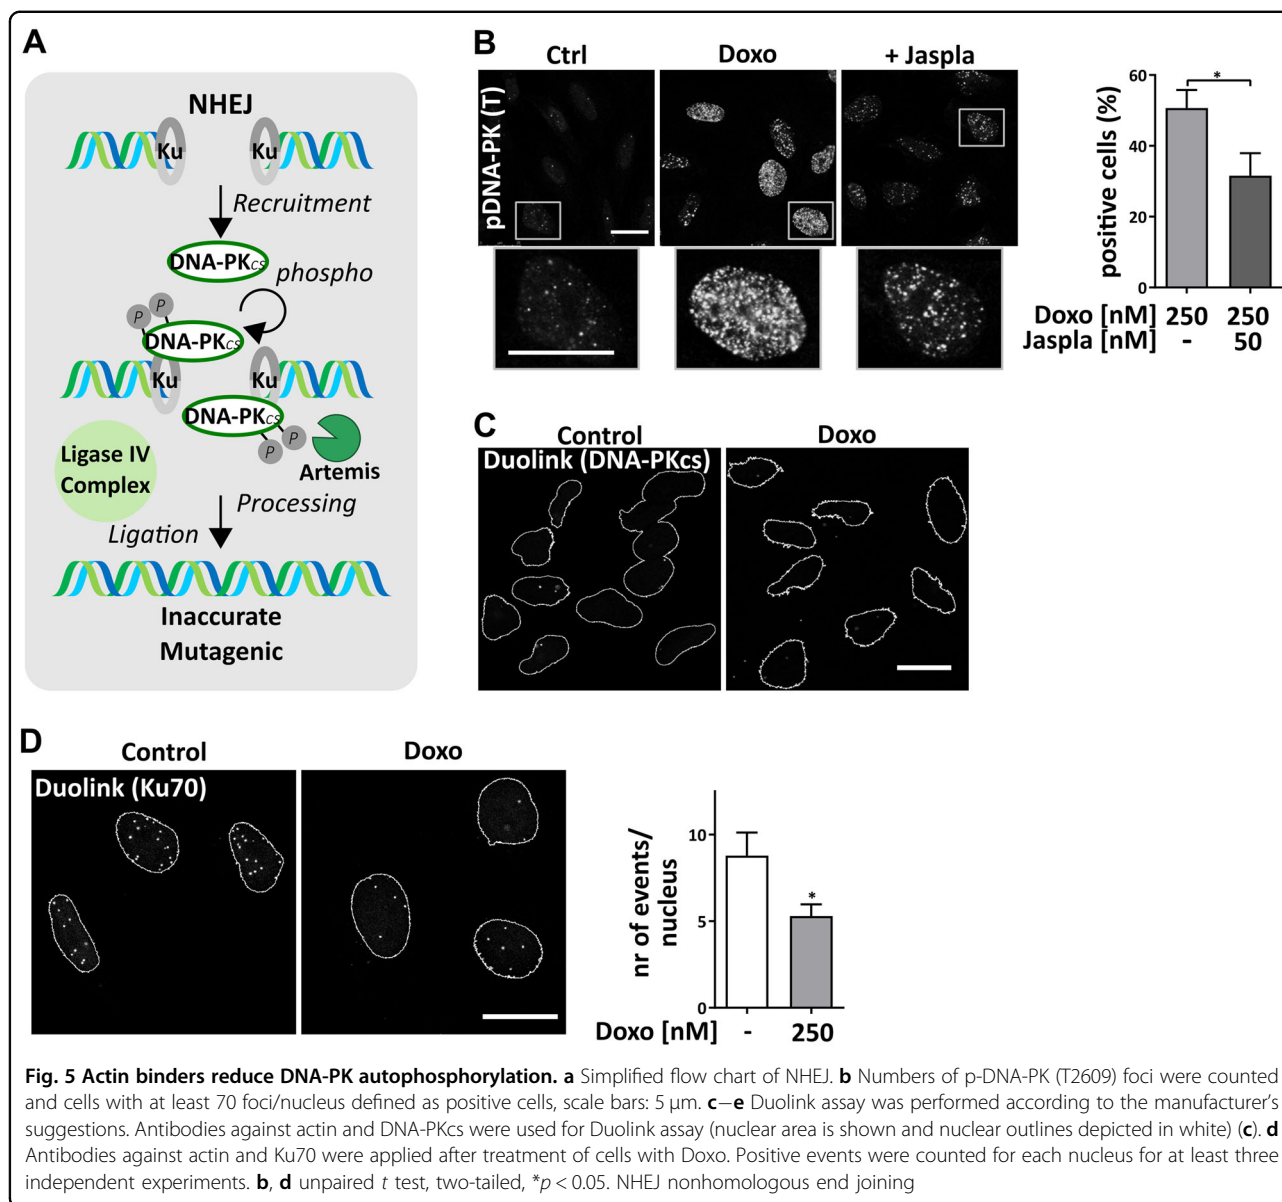 A
NHEJ
Ku
Ku
Recruitment
DNA-PKcs
phospho
P
P
DNA-PKcs
Ku
Ku
DNA-PKcs
P
P
Ligase IV
Complex
Artemis
Processing
Ligation
Inaccurate
Mutagenic
B
Ctrl
Doxo
+ Jaspla
pDNA-PK (T)
positive cells (%)
60
40
20
0
*
Doxo [nM] 250 250
Jaspla [nM] - 50
C
Control
Doxo
Duolink (DNA-PKcs)
D
Control
Doxo
Duolink (Ku70)
nr of events/
nucleus
10
5
0
*
Doxo [nM] - 250
Fig. 5 Actin binders reduce DNA-PK autophosphorylation. a Simplified flow chart of NHEJ. b Numbers of p-DNA-PK (T2609) foci were counted
and cells with at least 70 foci/nucleus defined as positive cells, scale bars: 5 µm. c–e Duolink assay was performed according to the manufacturer's
suggestions. Antibodies against actin and DNA-PKcs were used for Duolink assay (nuclear area is shown and nuclear outlines depicted in white) (c). d
Antibodies against actin and Ku70 were applied after treatment of cells with Doxo. Positive events were counted for each nucleus for at least three
independent experiments. b, d unpaired t test, two-tailed, *p < 0.05. NHEJ nonhomologous end joining